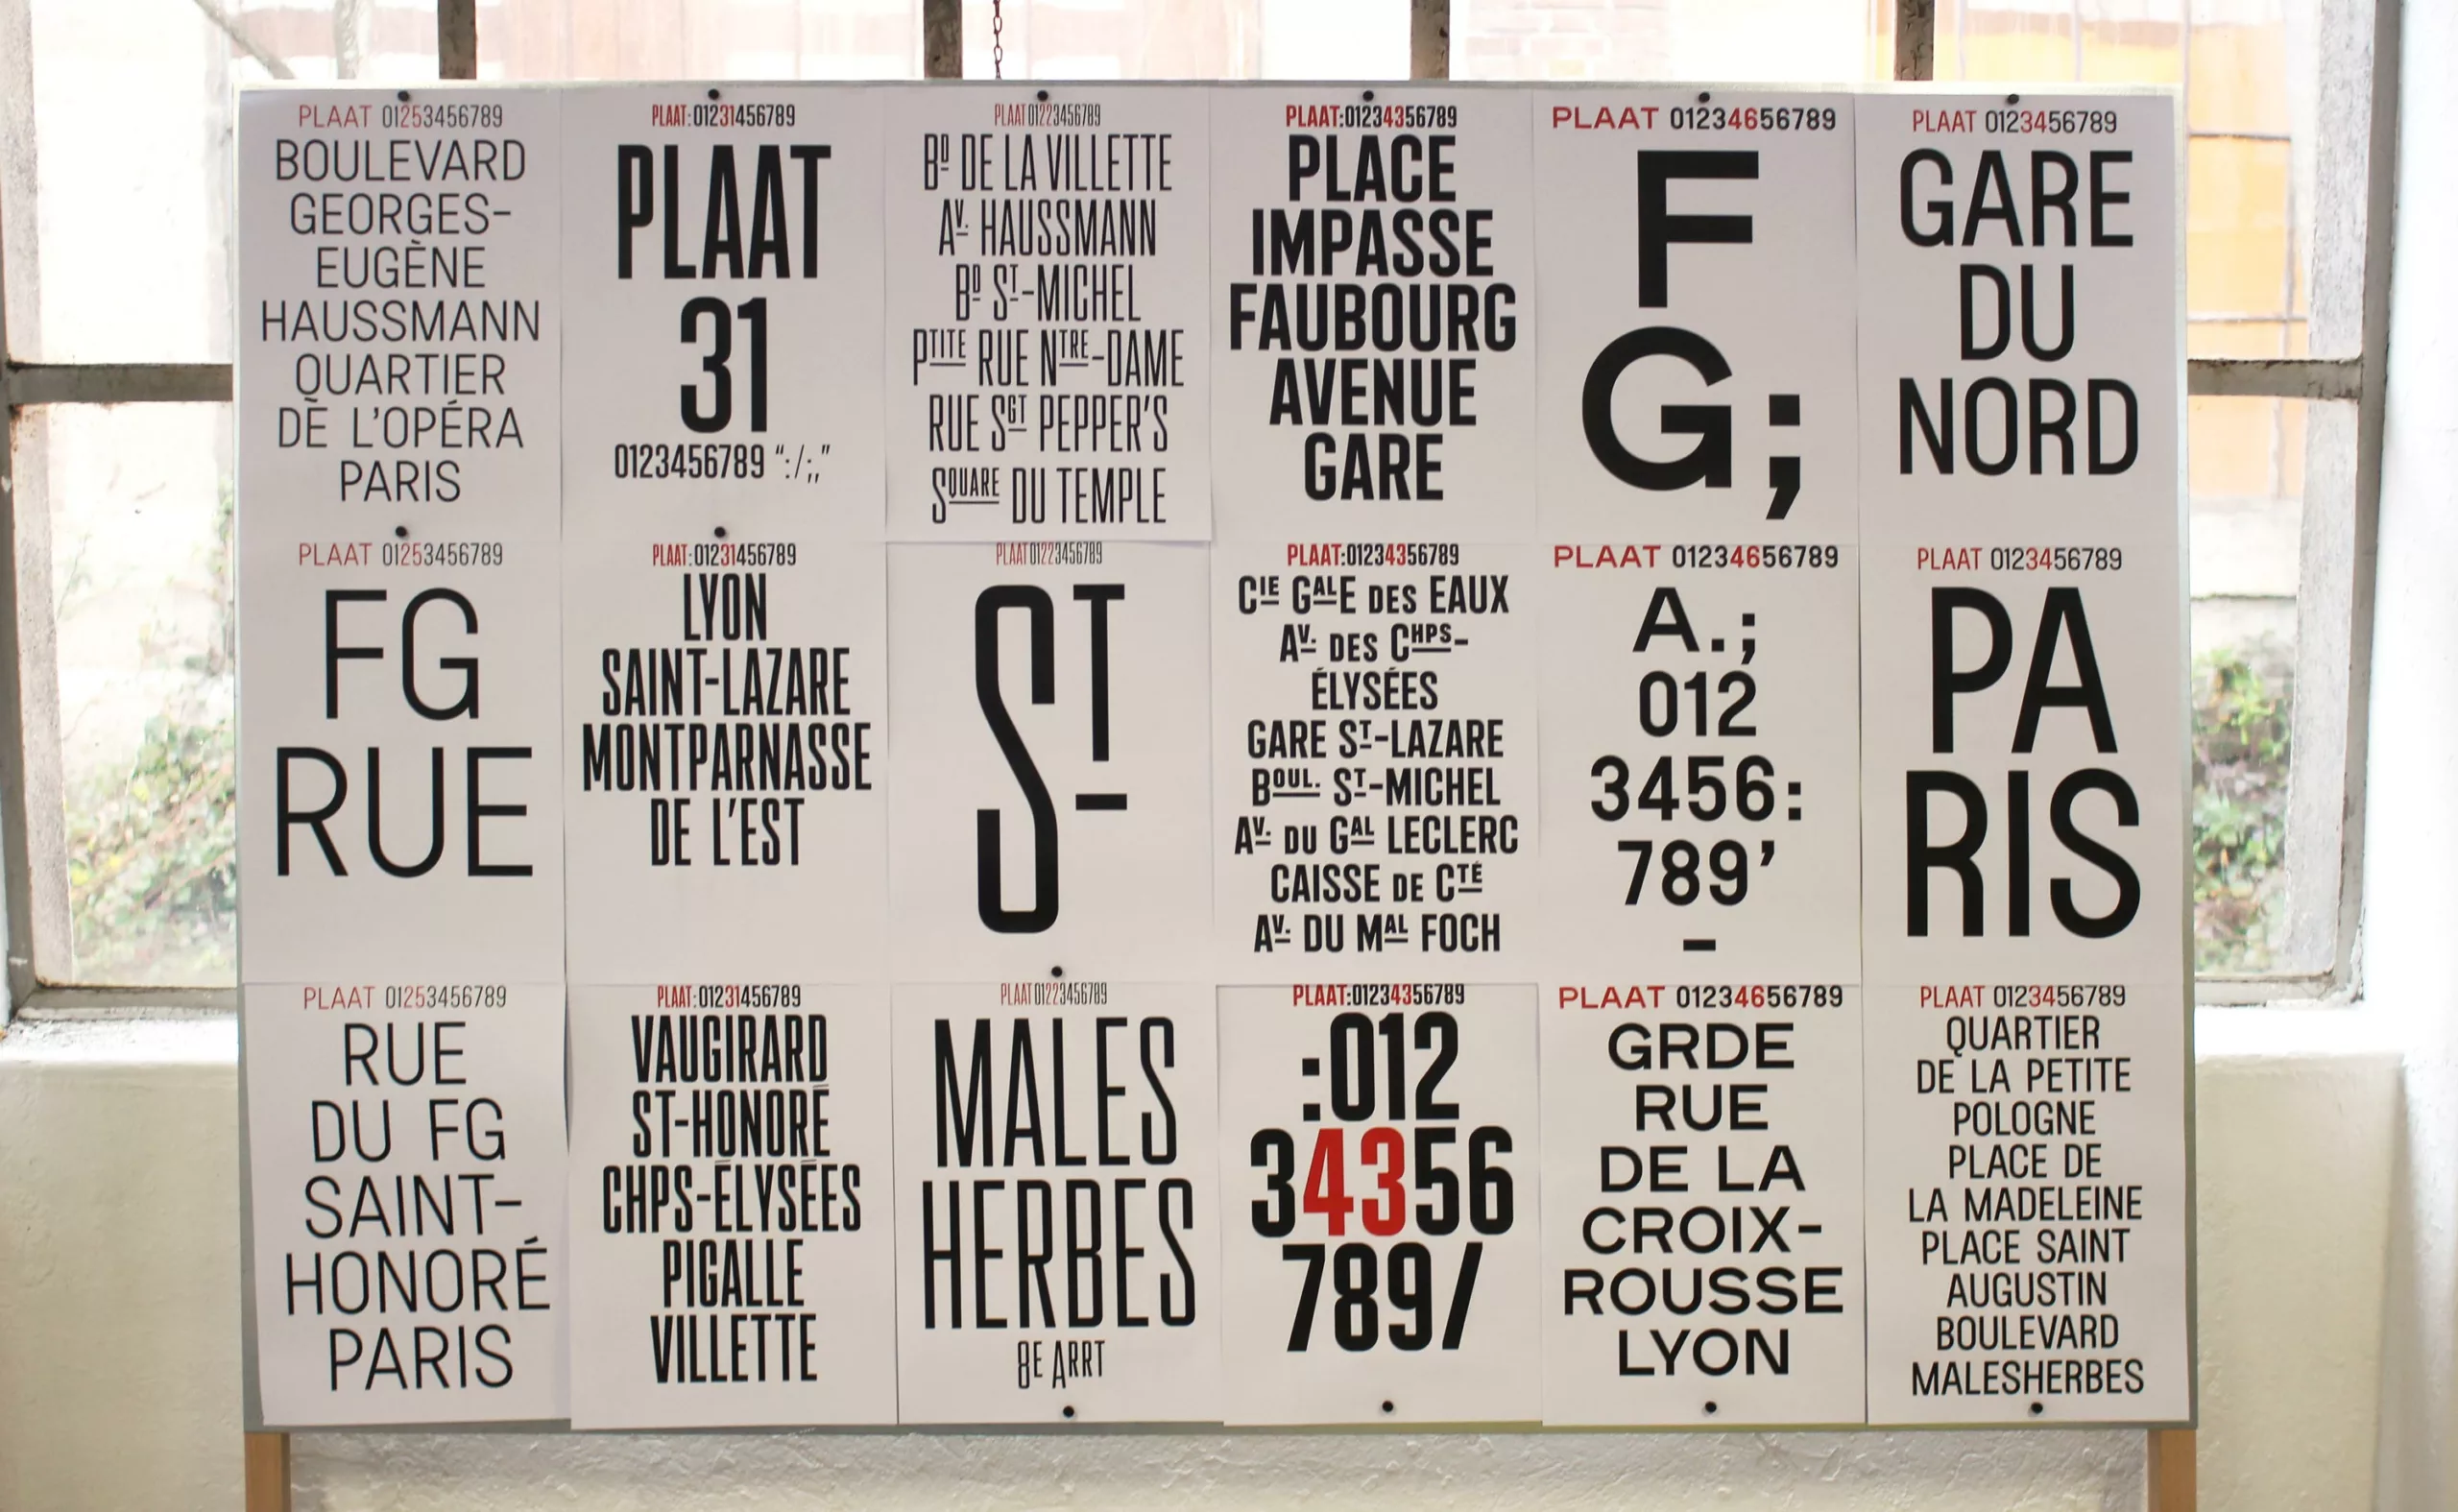 PLAAT 01253456789
BOULEVARD
GEORGES-
EUGÈNE
HAUSSMANN
QUARTIER
DE L'OPÉRA
PARIS
PLAAT:01231456789
PLAAT
31
0123456789 “:/;,”
PLAAT01223456789
BD DE LA VILLETTE
AV. HAUSSMANN
BD ST-MICHEL
PTITE RUE NTRE-DAME
RUE SGT PEPPER'S
SQUARE DU TEMPLE
PLAAT:01234356789
PLACE
IMPASSE
FAUBOURG
AVENUE
GARE
PLAAT 01234656789
F
G;
PLAAT 0123456789
GARE
DU
NORD
PLAAT 01253456789
FG
RUE
PLAAT:01231456789
LYON
SAINT-LAZARE
MONTPARNASSE
DE L'EST
PLAAT01223456789
ST-
PLAAT:01234356789
CIE GALE DES EAUX
AV. DES CHPS-
ÉLYSÉES
GARE ST-LAZARE
BOUL. ST-MICHEL
AV. DU GAL LECLERC
CAISSE DE CTÉ
AV. DU MAL FOCH
PLAAT 01234656789
A.;
012
3456:
789’
-
PLAAT 0123456789
PA
RIS
PLAAT 01253456789
RUE
DU FG
SAINT-
HONORÉ
PARIS
PLAAT:01231456789
VAUGIRARD
ST-HONORÉ
CHPS-ÉLYSÉES
PIGALLE
VILLETTE
PLAAT01223456789
MALES
HERBES
8E ARRT
PLAAT:01234356789
:012
34356
789/
PLAAT 01234656789
GRDE
RUE
DE LA
CROIX-
ROUSSE
LYON
PLAAT 0123456789
QUARTIER
DE LA PETITE
POLOGNE
PLACE DE
LA MADELEINE
PLACE SAINT
AUGUSTIN
BOULEVARD
MALESHERBES